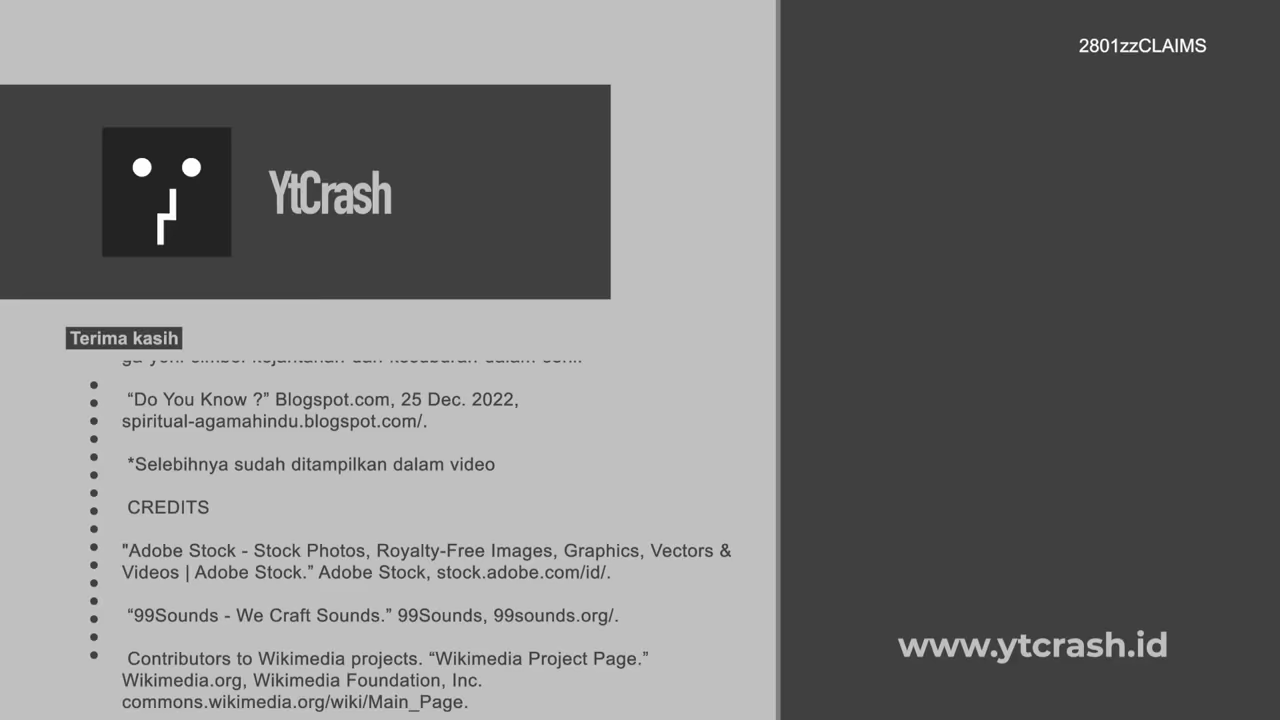 2801zzCLAIMS
YtCrash
Terima kasih
“Do You Know ?” Blogspot.com, 25 Dec. 2022,
spiritual-agamahindu.blogspot.com/.
*Selebihnya sudah ditampilkan dalam video
CREDITS
"Adobe Stock - Stock Photos, Royalty-Free Images, Graphics, Vectors &
Videos | Adobe Stock.” Adobe Stock, stock.adobe.com/id/.
“99Sounds - We Craft Sounds.” 99Sounds, 99sounds.org/.
Contributors to Wikimedia projects. “Wikimedia Project Page.”
Wikimedia.org, Wikimedia Foundation, Inc.
commons.wikimedia.org/wiki/Main_Page.
www.ytcrash.id